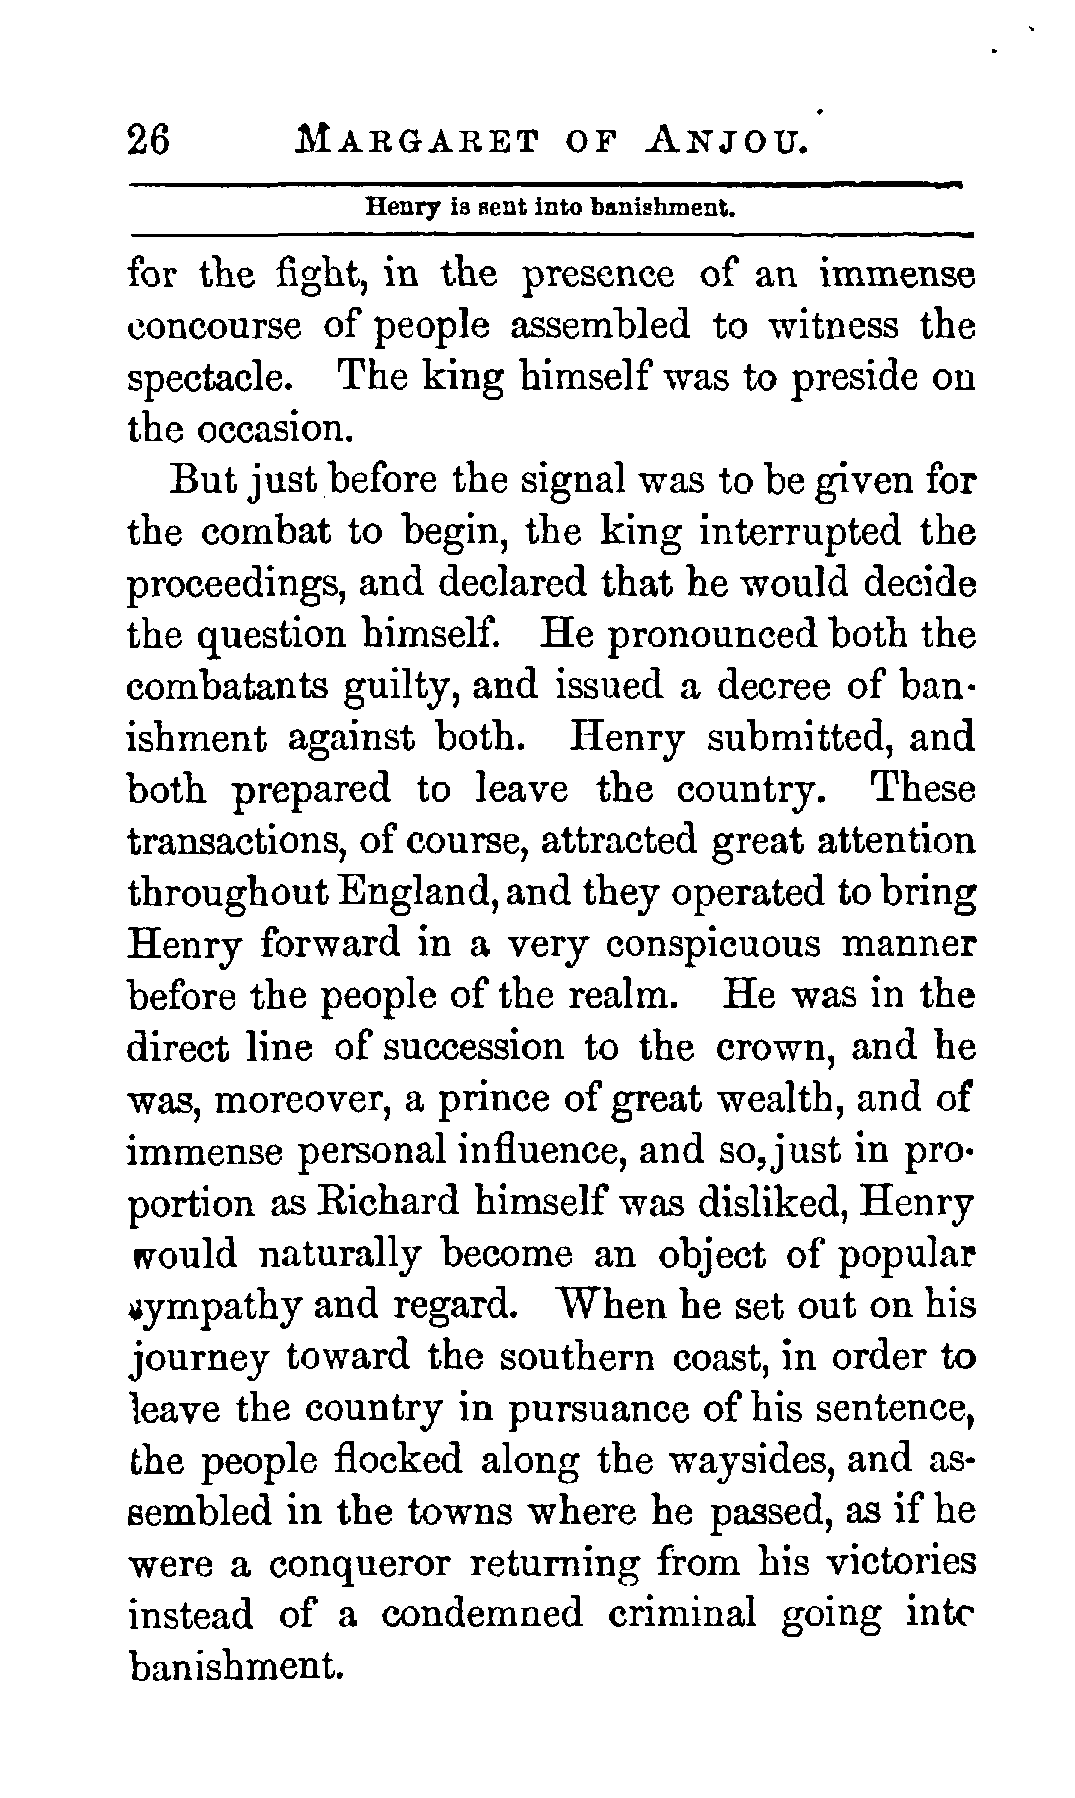 26 MARGARET OF ANJOU.
Henry is sent into banishment.
for the fight, in the presence of an immense
concourse of people assembled to witness the
spectacle. The king himself was to preside on
the occasion.
But just before the signal was to be given for
the combat to begin, the king interrupted the
proceedings, and declared that he would decide
the question himself. He pronounced both the
combatants guilty, and issued a decree of ban-
ishment against both. Henry submitted, and
both prepared to leave the country. These
transactions, of course, attracted great attention
throughout England, and they operated to bring
Henry forward in a very conspicuous manner
before the people of the realm. He was in the
direct line of succession to the crown, and he
was, moreover, a prince of great wealth, and of
immense personal influence, and so, just in pro-
portion as Richard himself was disliked, Henry
would naturally become an object of popular
sympathy and regard. When he set out on his
journey toward the southern coast, in order to
leave the country in pursuance of his sentence,
the people flocked along the waysides, and as-
sembled in the towns where he passed, as if he
were a conqueror returning from his victories
instead of a condemned criminal going into
banishment.